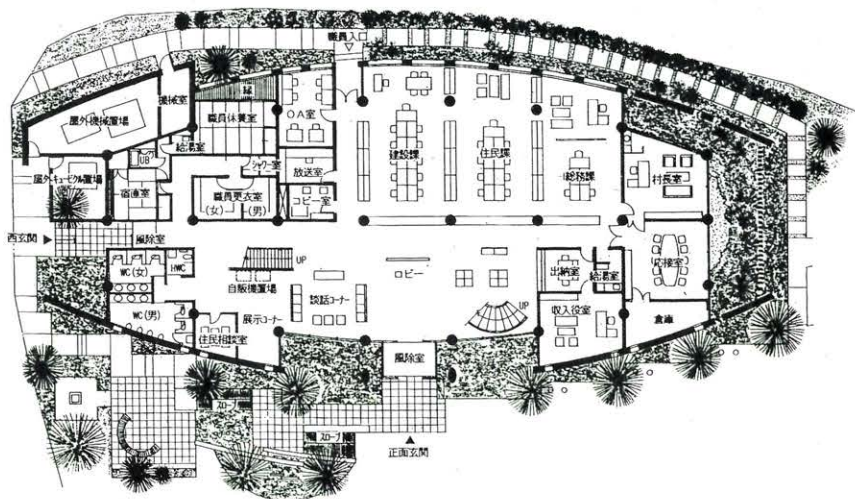 職員入口
機械室
縁
OA室
屋外機械置場
職員休養室
給湯室
建設課
住民課
UB
シャワー室
放送室
総務課
村長室
屋外キュービクル置場
宿直室
職員更衣室
(女)
(男)
コピー室
西玄関
風除室
WC(女)
HWC
UP
ロビー
出納室
給湯室
応接室
自販機置場
談話コーナー
UP
WC(男)
展示コーナー
収入役室
倉庫
住民相談室
風除室
スロープ
スロープ
正面玄関